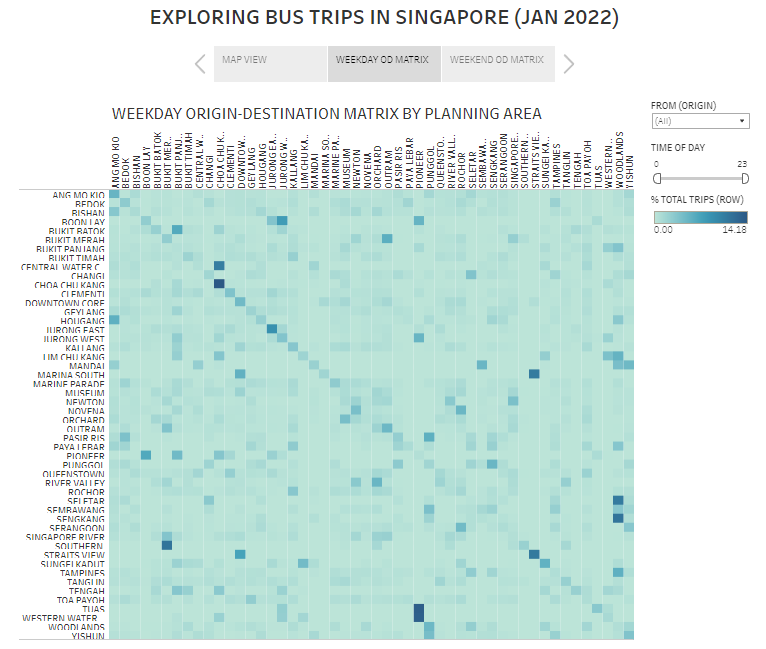 EXPLORING BUS TRIPS IN SINGAPORE (JAN 2022)
MAP VIEW
WEEKDAY OD MATRIX
WEEKEND OD MATRIX
WEEKDAY ORIGIN-DESTINATION MATRIX BY PLANNING AREA
FROM (ORIGIN)
(All)
TIME OF DAY
0 23
% TOTAL TRIPS (ROW)
0.00 14.18
ANG MO KIO
BEDOK
BISHAN
BOON LAY
BUKIT BATOK
BUKIT MER..
BUKIT PANJ..
BUKIT TIMAH
CENTRAL W..
CHANGI
CHOA CHU K..
CLEMENTI
DOWNTOW..
GEYLANG
HOUGANG
JURONG EA..
JURONG W..
KALLANG
LIM CHU KA..
MANDAI
MARINA SO..
MARINE PA..
MUSEUM
NEWTON
NOVENA
ORCHARD
OUTRAM
PASIR RIS
PAYA LEBAR
PIONEER
PUNGGOL
QUEENSTO..
RIVER VALL..
ROCHOR
SELETAR
SEMBAWA..
SENGKANG
SERANGOON
SINGAPORE..
SOUTHERN..
STRAITS VIE..
SUNGEI KA..
TAMPINES
TANGLIN
TENGAH
TOA PAYOH
TUAS
WESTERN..
WOODLANDS
YISHUN
ANG MO KIO
BEDOK
BISHAN
BOON LAY
BUKIT BATOK
BUKIT MERAH
BUKIT PANJANG
BUKIT TIMAH
CENTRAL WATER C..
CHANGI
CHOA CHU KANG
CLEMENTI
DOWNTOWN CORE
GEYLANG
HOUGANG
JURONG EAST
JURONG WEST
KALLANG
LIM CHU KANG
MANDAI
MARINA SOUTH
MARINE PARADE
MUSEUM
NEWTON
NOVENA
ORCHARD
OUTRAM
PASIR RIS
PAYA LEBAR
PIONEER
PUNGGOL
QUEENSTOWN
RIVER VALLEY
ROCHOR
SELETAR
SEMBAWANG
SENGKANG
SERANGOON
SINGAPORE RIVER
SOUTHERN..
STRAITS VIEW
SUNGEI KADUT
TAMPINES
TANGLIN
TENGAH
TOA PAYOH
TUAS
WESTERN WATER ..
WOODLANDS
YISHUN